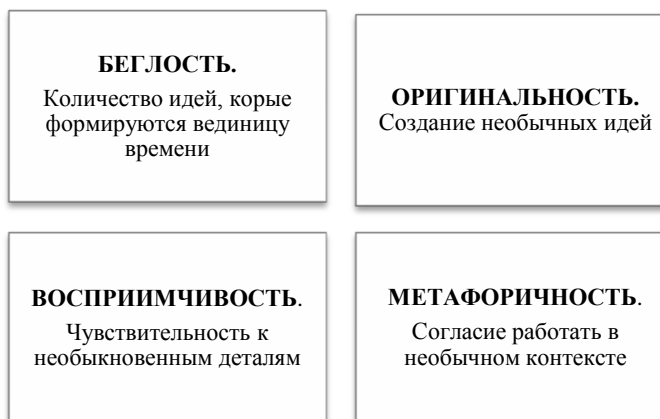 БЕГЛОСТЬ.
Количество идей, корые
формируются вединицу
времени
ОРИГИНАЛЬНОСТЬ.
Создание необычных идей
ВОСПРИИМЧИВОСТЬ.
Чувствительность к
необыкновенным деталям
МЕТАФОРИЧНОСТЬ.
Согласие работать в
необычном контексте